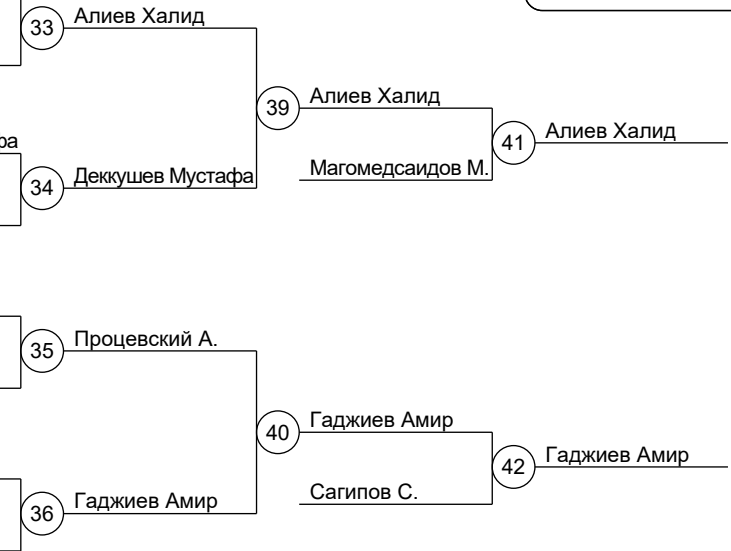 33 Алиев Халид
39 Алиев Халид
41 Алиев Халид
Магомедсаидов М.
фа
34 Деккушев Мустафа
35 Процевский А.
40 Гаджиев Амир
42 Гаджиев Амир
Сагипов С.
36 Гаджиев Амир